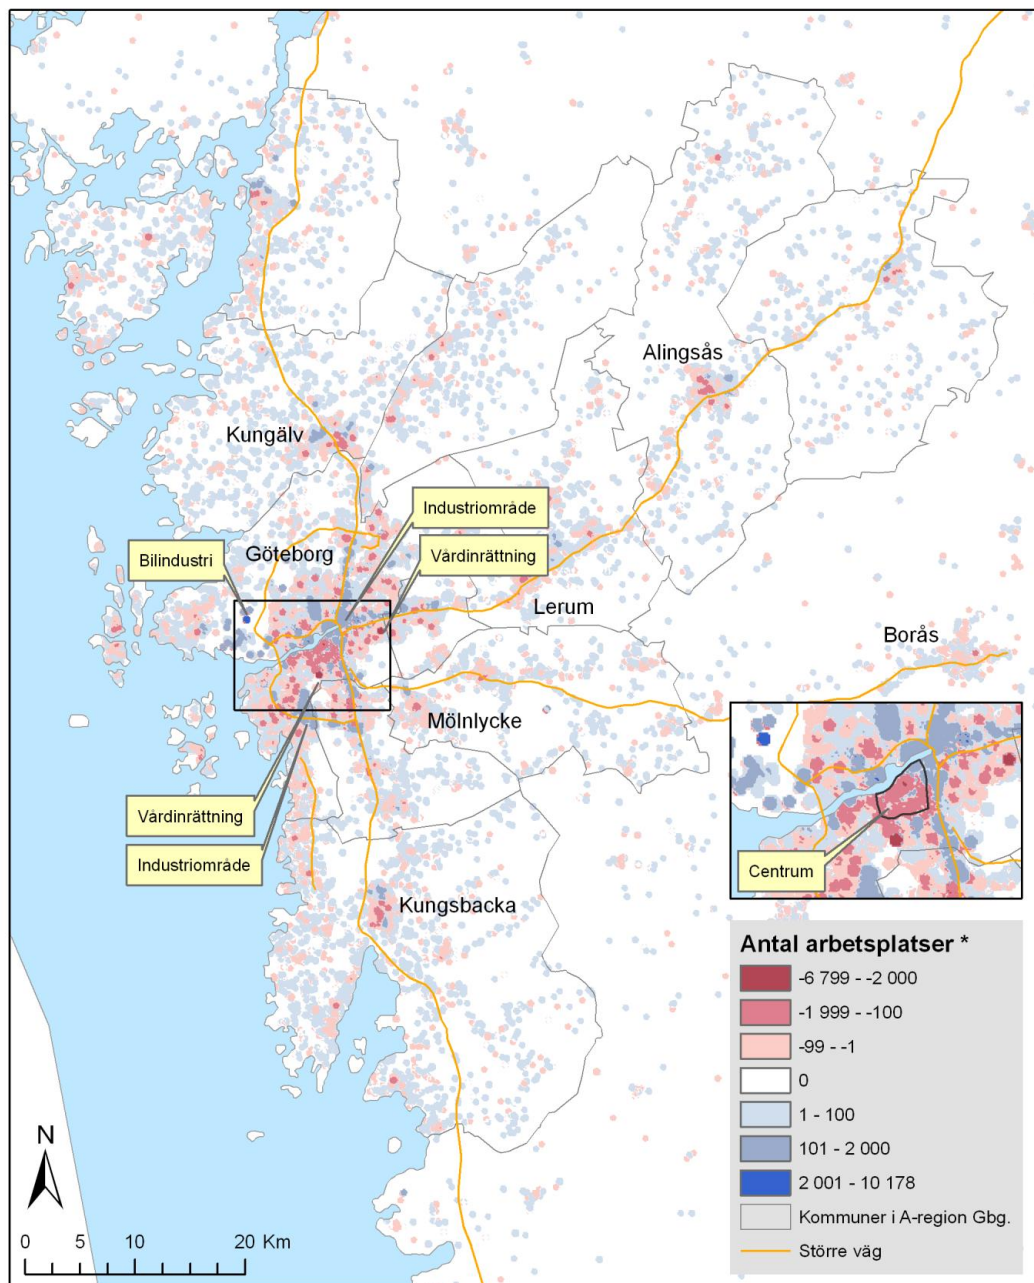 Alingsås
Kungälv
Industriområde
Göteborg
Vårdinrättning
Bilindustri
Lerum
Borås
Mölnlycke
Vårdinrättning
Industriområde
Centrum
Kungsbacka
Antal arbetsplatser *
-6 799 - -2 000
-1 999 - -100
-99 - -1
0
1 - 100
101 - 2 000
2 001 - 10 178
Kommuner i A-region Gbg.
Större väg
N
0 5 10 20 Km